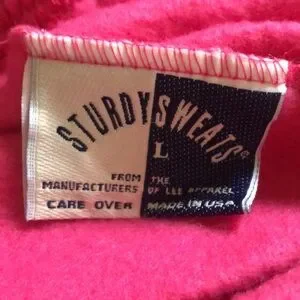 STURDYSWEATS®
L
FROM THE
MANUFACTURERS OF LEE APPAREL
CARE OVER MADE IN USA